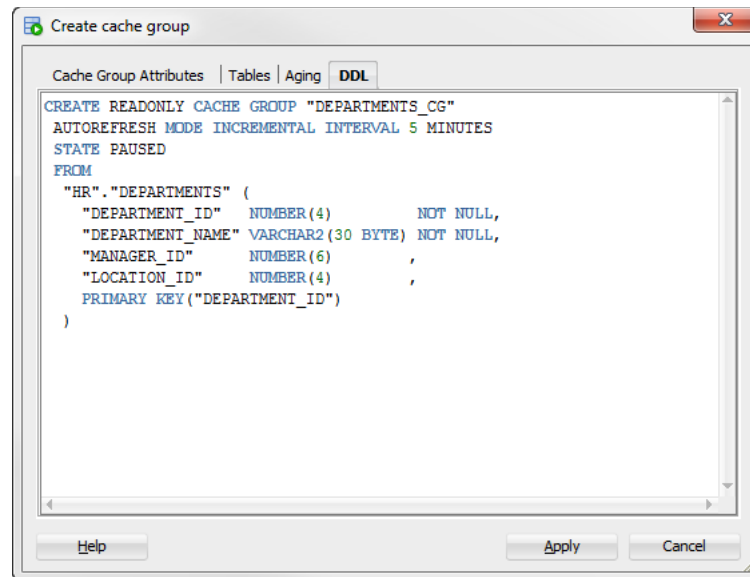 Create cache group
Cache Group Attributes Tables Aging DDL
CREATE READONLY CACHE GROUP "DEPARTMENTS_CG"
AUTOREFRESH MODE INCREMENTAL INTERVAL 5 MINUTES
STATE PAUSED
FROM
"HR"."DEPARTMENTS" (
"DEPARTMENT_ID" NUMBER(4) NOT NULL,
"DEPARTMENT_NAME" VARCHAR2(30 BYTE) NOT NULL,
"MANAGER_ID" NUMBER(6) ,
"LOCATION_ID" NUMBER(4) ,
PRIMARY KEY("DEPARTMENT_ID")
)
Help Apply Cancel